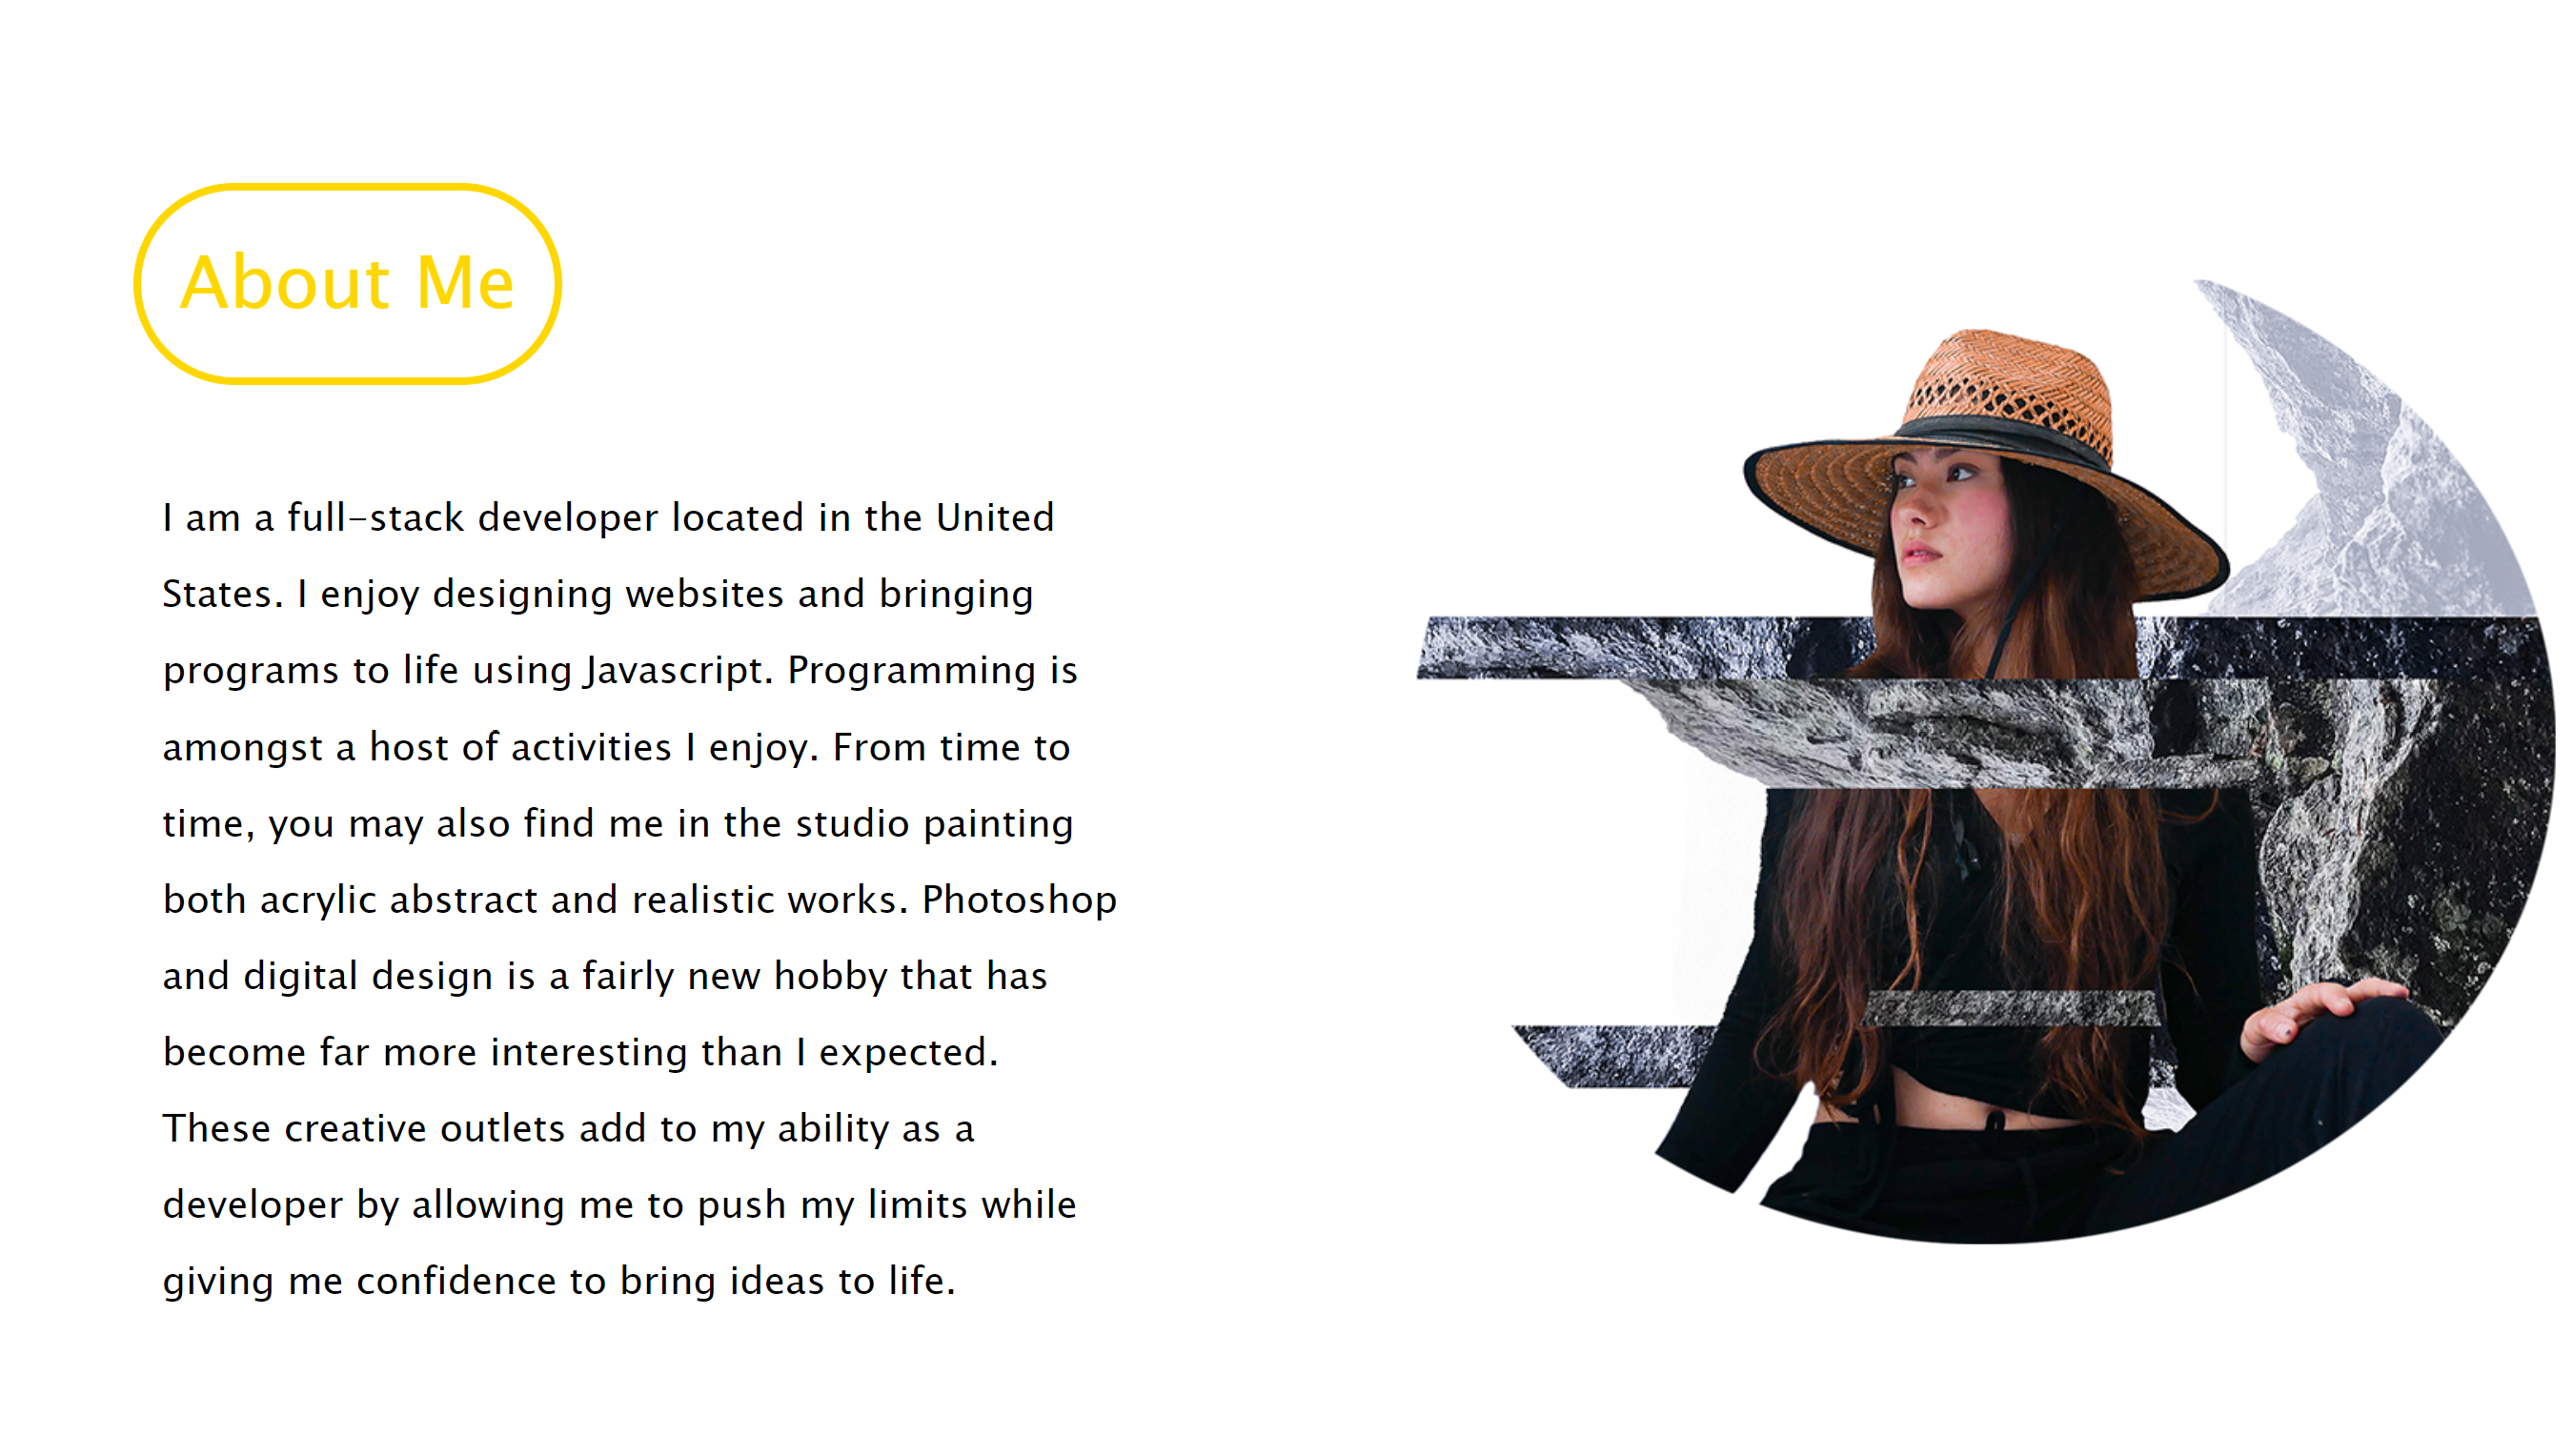 About Me
I am a full-stack developer located in the United
States. I enjoy designing websites and bringing
programs to life using Javascript. Programming is
amongst a host of activities I enjoy. From time to
time, you may also find me in the studio painting
both acrylic abstract and realistic works. Photoshop
and digital design is a fairly new hobby that has
become far more interesting than I expected.
These creative outlets add to my ability as a
developer by allowing me to push my limits while
giving me confidence to bring ideas to life.